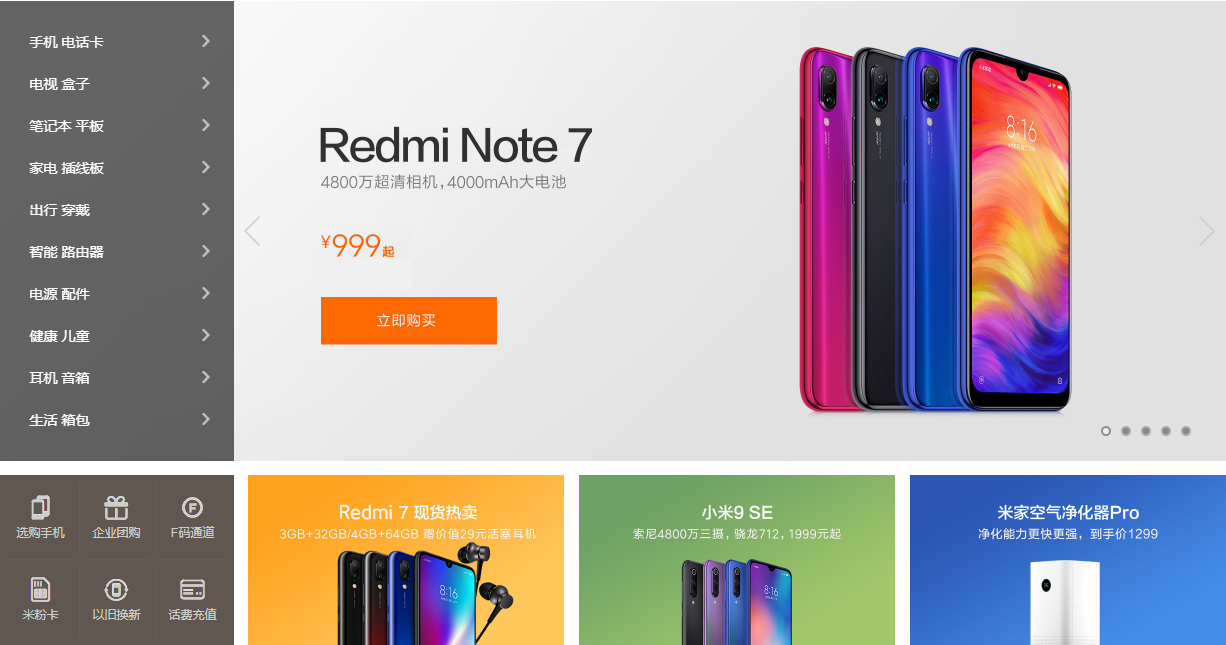 手机 电话卡
电视 盒子
笔记本 平板
家电 插线板
出行 穿戴
智能 路由器
电源 配件
健康 儿童
耳机 音箱
生活 箱包
Redmi Note 7
4800万超清相机，4000mAh大电池
¥999起
立即购买
8:16
选购手机
企业团购
F码通道
米粉卡
以旧换新
话费充值
Redmi 7 现货热卖
3GB+32GB/4GB+64GB 赠价值29元活塞耳机
8:16
小米9 SE
索尼4800万三摄，骁龙712，1999元起
8:16
米家空气净化器Pro
净化能力更快更强，到手价1299